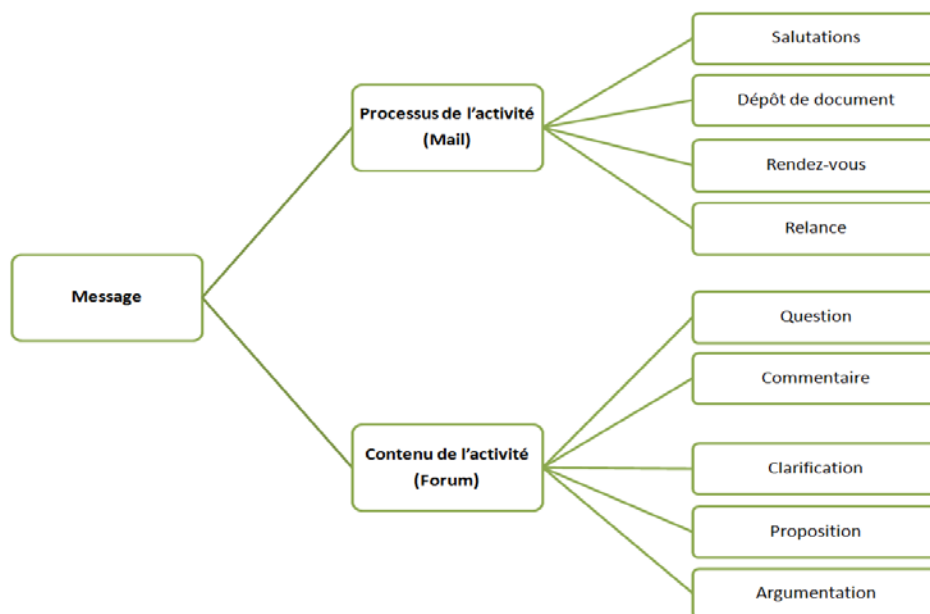 Salutations
Processus de l'activité
(Mail)
Dépôt de document
Rendez-vous
Relance
Message
Question
Commentaire
Contenu de l'activité
(Forum)
Clarification
Proposition
Argumentation